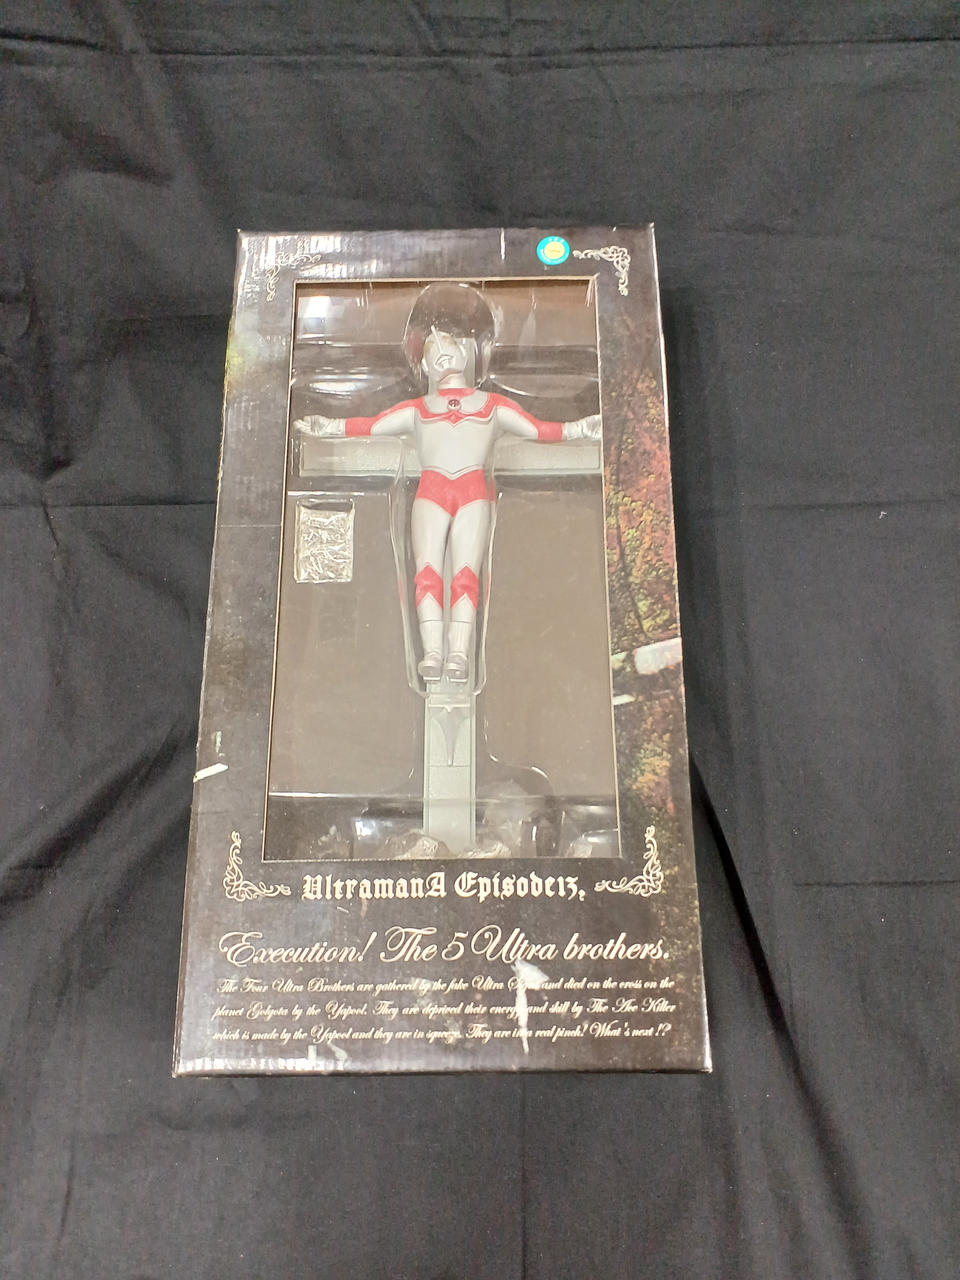 UltramanA Episode13.
Execution! The 5 Ultra brothers.
The Four Ultra Brothers are gathered by the fake Ultra Sign and died on the cross on the
planet Golgota by the Yapool. They are deprived their energy and skill by The Ace Killer
which is made by the Yapool and they are in squeeze. They are in a real pinch! What's next !?